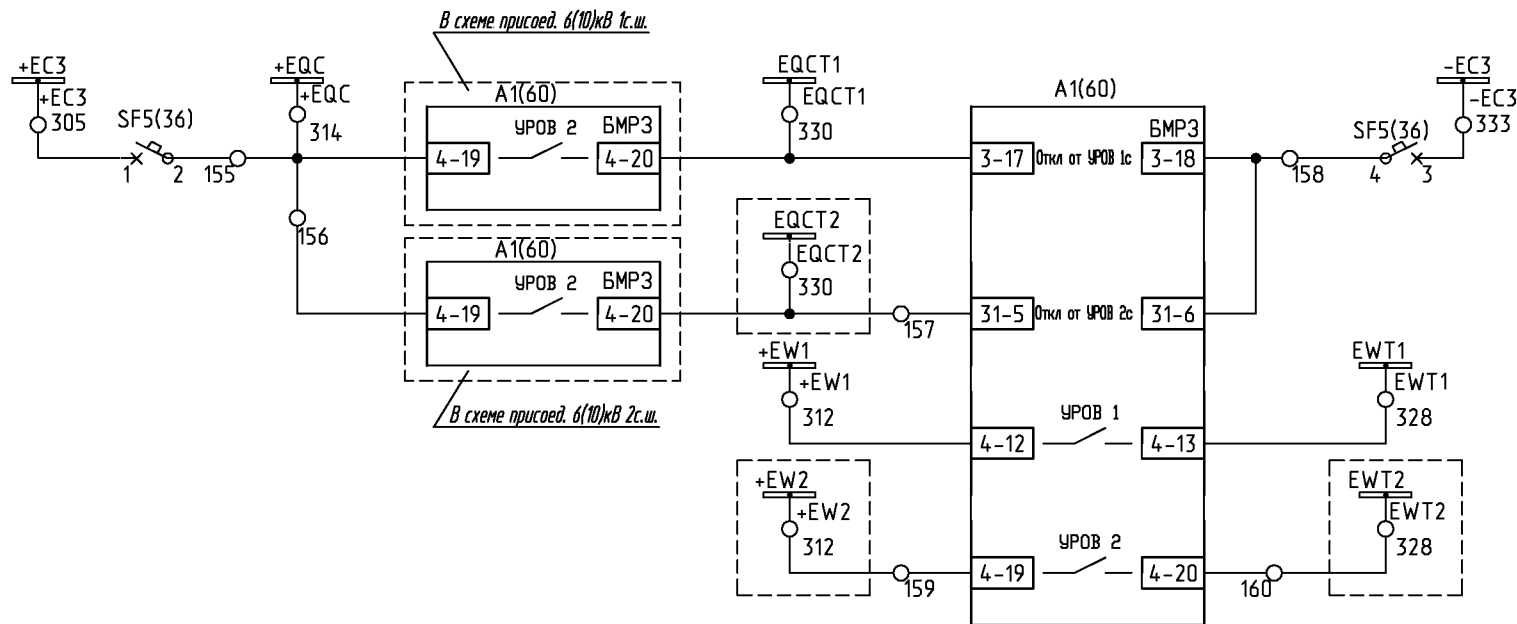 В схеме присоед. 6(10)кВ 1с.ш.
+EC3
+EC3
305
SF5(36)
1
2
155
+EQC
+EQC
314
156
А1(60)
УРОВ 2
БМРЗ
4-19
4-20
А1(60)
УРОВ 2
БМРЗ
4-19
4-20
В схеме присоед. 6(10)кВ 2с.ш.
EQCT1
EQCT1
330
EQCT2
EQCT2
330
157
+EW1
+EW1
312
+EW2
+EW2
312
159
А1(60)
БМРЗ
3-17
Откл от УРОВ 1с
3-18
31-5
Откл от УРОВ 2с
31-6
УРОВ 1
4-12
4-13
УРОВ 2
4-19
4-20
158
SF5(36)
4
3
-EC3
-EC3
333
EWT1
EWT1
328
160
EWT2
EWT2
328